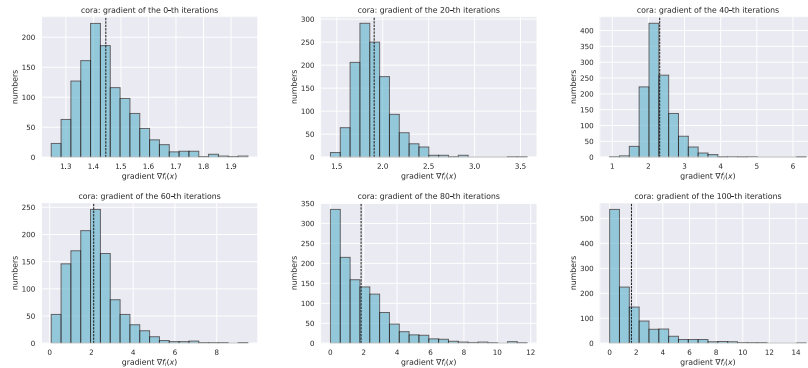 cora: gradient of the 0-th iterations
numbers
200
150
100
50
0
1.3 1.4 1.5 1.6 1.7 1.8 1.9
gradient ∇fᵢ(x)
cora: gradient of the 20-th iterations
numbers
300
250
200
150
100
50
0
1.5 2.0 2.5 3.0 3.5
gradient ∇fᵢ(x)
cora: gradient of the 40-th iterations
numbers
400
350
300
250
200
150
100
50
0
1 2 3 4 5 6
gradient ∇fᵢ(x)
cora: gradient of the 60-th iterations
numbers
250
200
150
100
50
0
0 2 4 6 8
gradient ∇fᵢ(x)
cora: gradient of the 80-th iterations
numbers
350
300
250
200
150
100
50
0
0 2 4 6 8 10 12
gradient ∇fᵢ(x)
cora: gradient of the 100-th iterations
numbers
500
400
300
200
100
0
0 2 4 6 8 10 12 14
gradient ∇fᵢ(x)